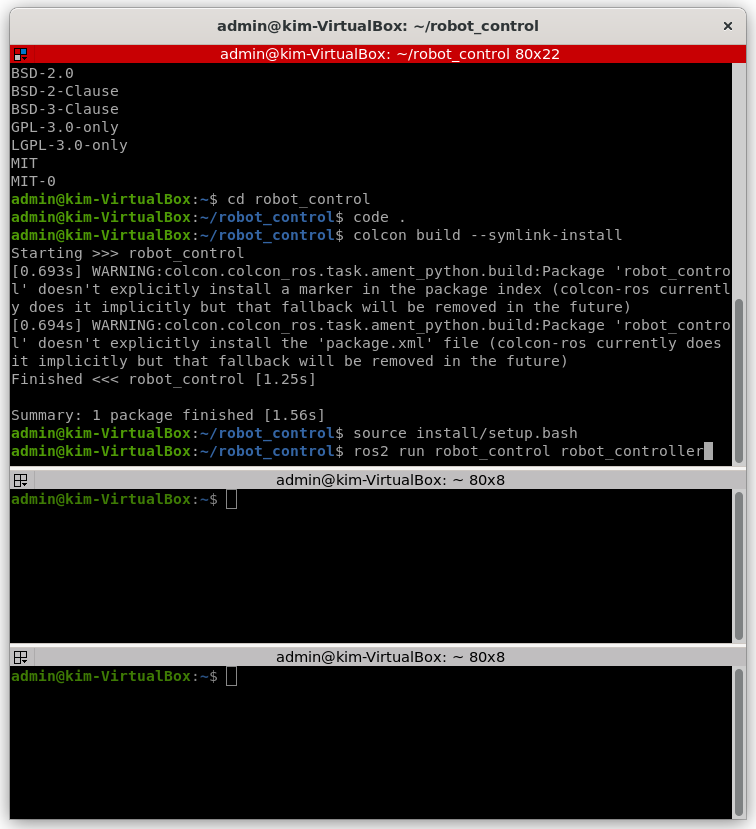 admin@kim-VirtualBox: ~/robot_control
admin@kim-VirtualBox: ~/robot_control 80x22
BSD-2.0
BSD-2-Clause
BSD-3-Clause
GPL-3.0-only
LGPL-3.0-only
MIT
MIT-0
admin@kim-VirtualBox:~$ cd robot_control
admin@kim-VirtualBox:~/robot_control$ code .
admin@kim-VirtualBox:~/robot_control$ colcon build --symlink-install
Starting >>> robot_control
[0.693s] WARNING:colcon.colcon_ros.task.ament_python.build:Package 'robot_contro
l' doesn't explicitly install a marker in the package index (colcon-ros currentl
y does it implicitly but that fallback will be removed in the future)
[0.694s] WARNING:colcon.colcon_ros.task.ament_python.build:Package 'robot_contro
l' doesn't explicitly install the 'package.xml' file (colcon-ros currently does
it implicitly but that fallback will be removed in the future)
Finished <<< robot_control [1.25s]
Summary: 1 package finished [1.56s]
admin@kim-VirtualBox:~/robot_control$ source install/setup.bash
admin@kim-VirtualBox:~/robot_control$ ros2 run robot_control robot_controller
admin@kim-VirtualBox: ~ 80x8
admin@kim-VirtualBox:~$
admin@kim-VirtualBox: ~ 80x8
admin@kim-VirtualBox:~$